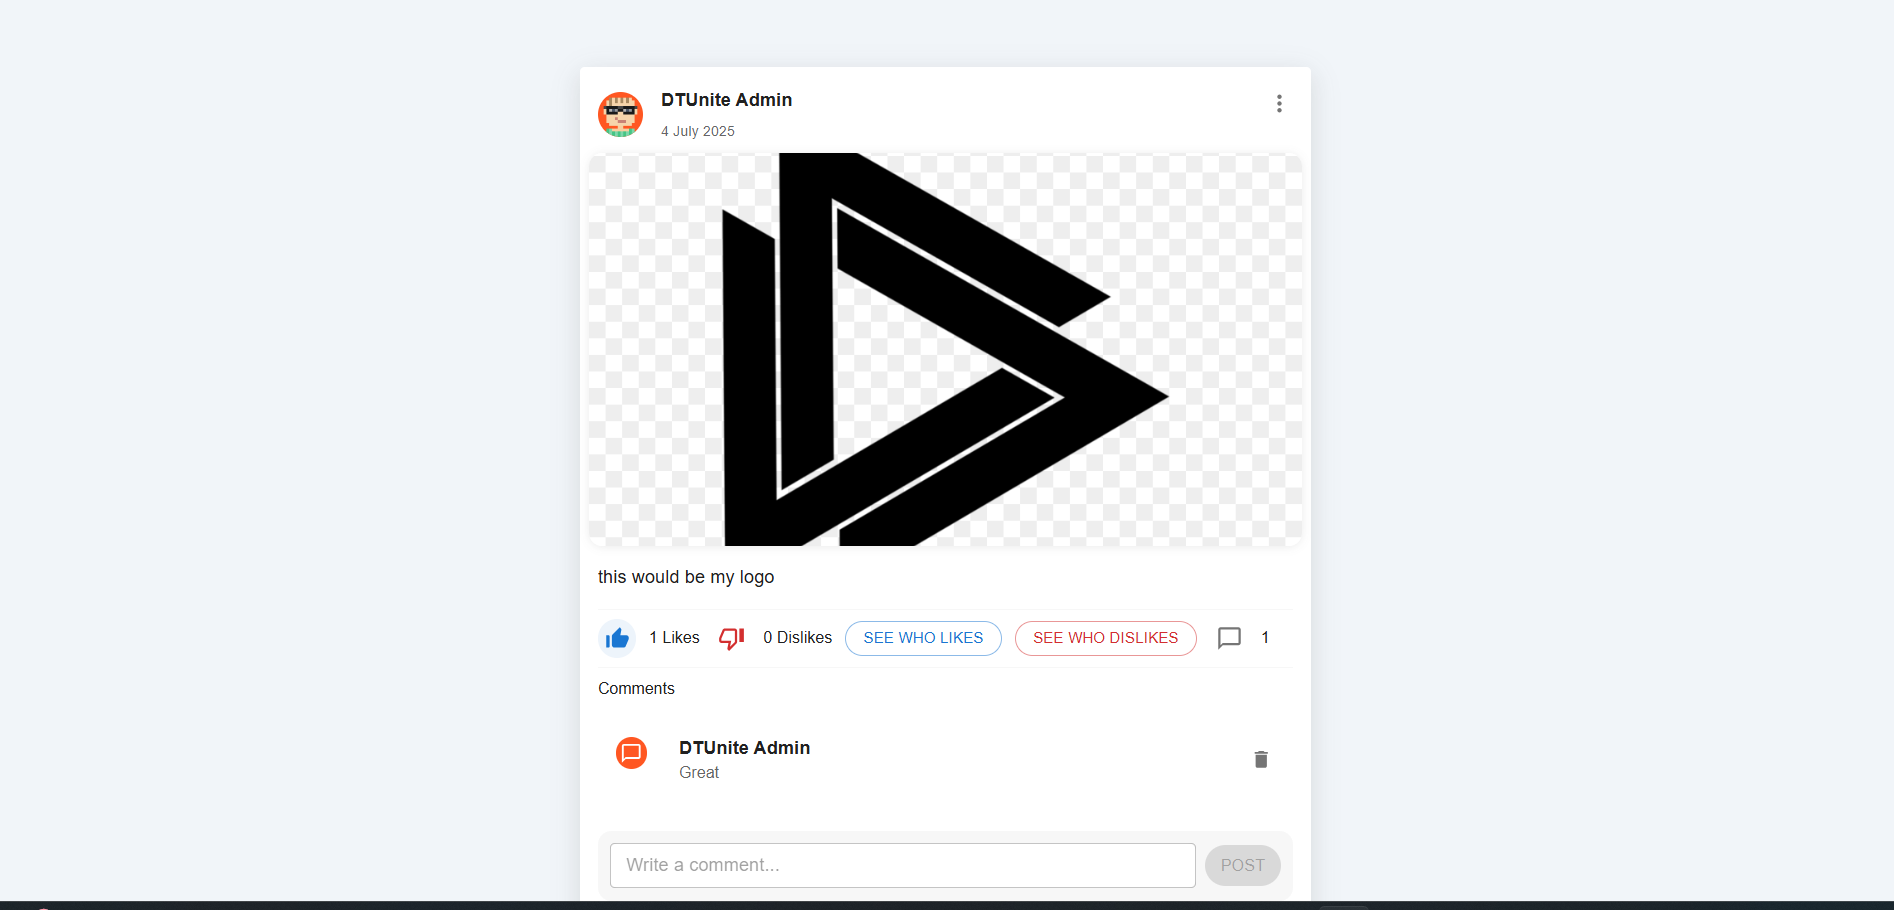 DTUnite Admin
4 July 2025
this would be my logo
1 Likes 0 Dislikes SEE WHO LIKES SEE WHO DISLIKES 1
Comments
DTUnite Admin
Great
Write a comment... POST